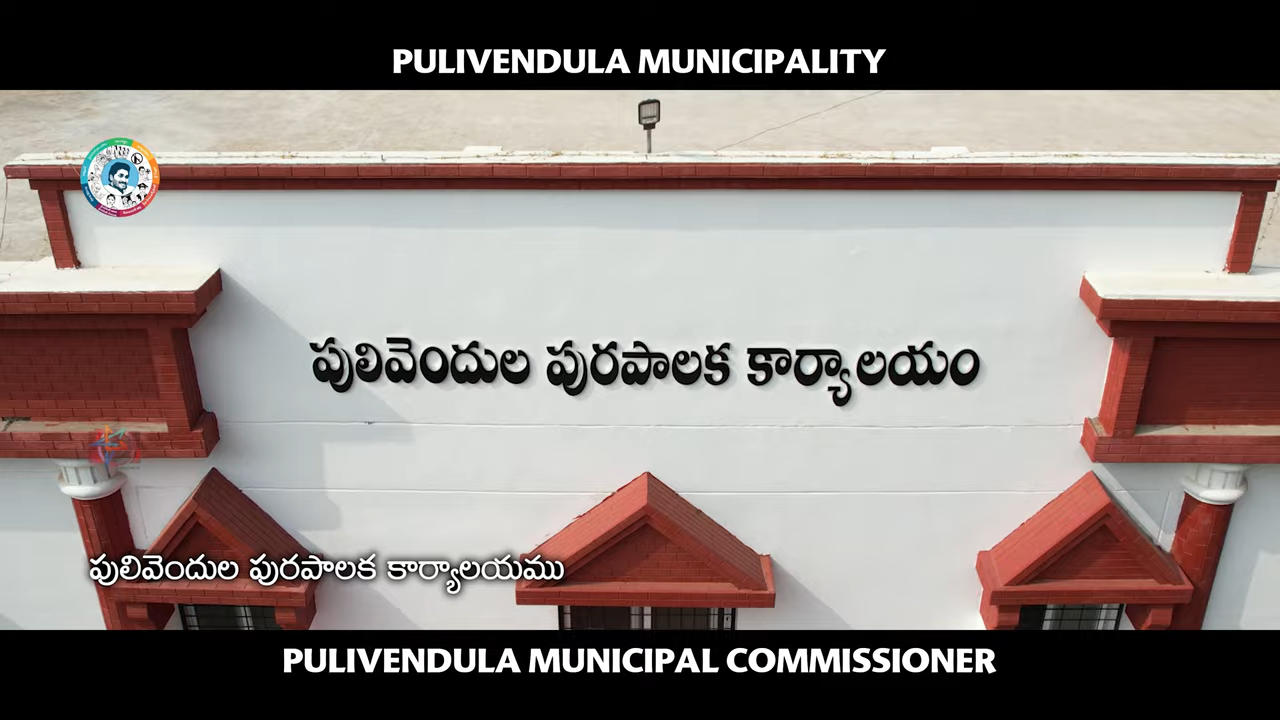 PULIVENDULA MUNICIPALITY
పులివెందుల పురపాలక కార్యాలయం
పులివెందుల పురపాలక కార్యాలయము
PULIVENDULA MUNICIPAL COMMISSIONER